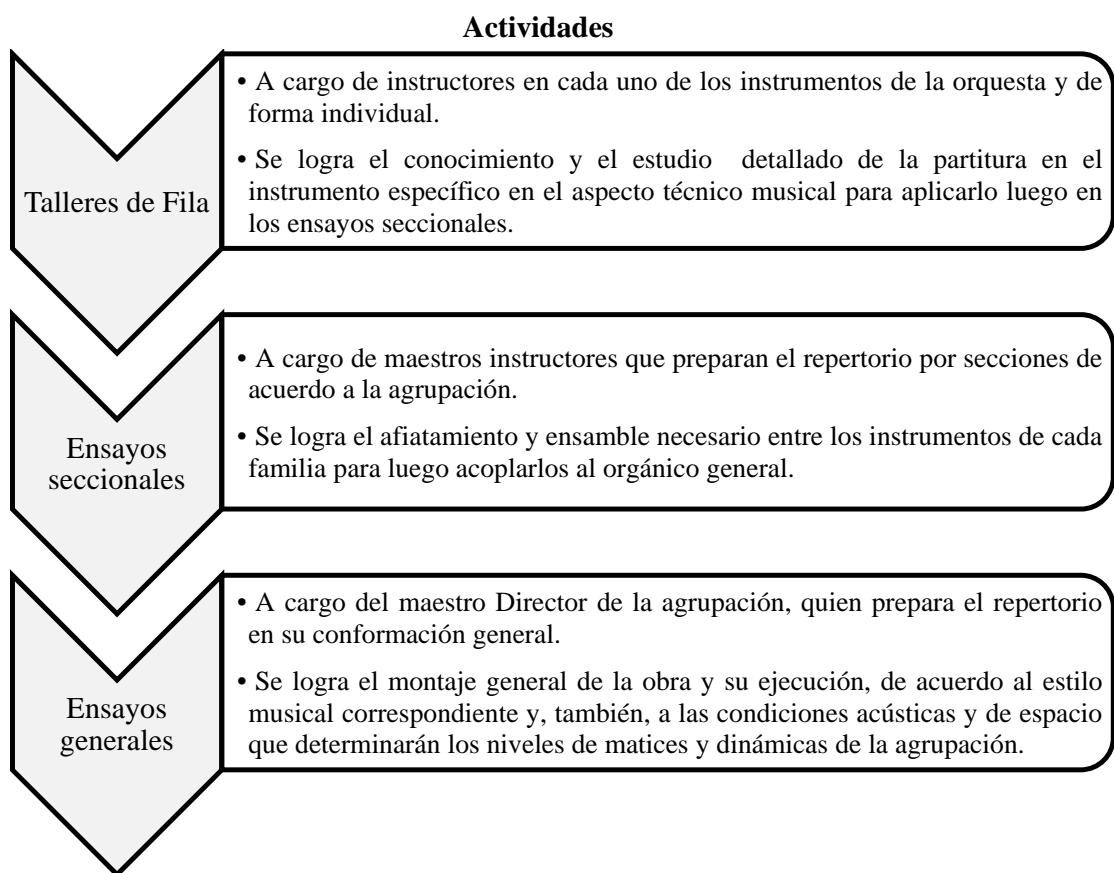 Actividades
Talleres de Fila
• A cargo de instructores en cada uno de los instrumentos de la orquesta y de
forma individual.
• Se logra el conocimiento y el estudio detallado de la partitura en el
instrumento específico en el aspecto técnico musical para aplicarlo luego en
los ensayos seccionales.
Ensayos
seccionales
• A cargo de maestros instructores que preparan el repertorio por secciones de
acuerdo a la agrupación.
• Se logra el afiatamiento y ensamble necesario entre los instrumentos de cada
familia para luego acoplarlos al orgánico general.
Ensayos
generales
• A cargo del maestro Director de la agrupación, quien prepara el repertorio
en su conformación general.
• Se logra el montaje general de la obra y su ejecución, de acuerdo al estilo
musical correspondiente y, también, a las condiciones acústicas y de espacio
que determinarán los niveles de matices y dinámicas de la agrupación.